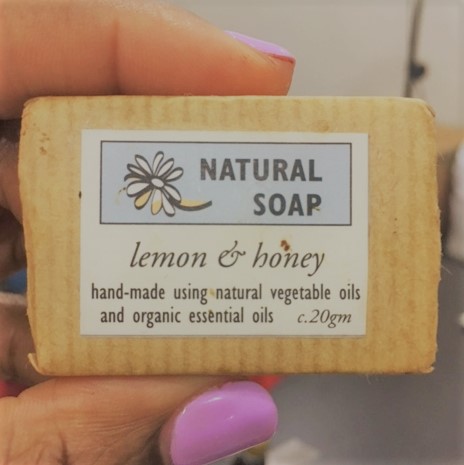 NATURAL
SOAP
lemon & honey
hand-made using natural vegetable oils
and organic essential oils c.20gm